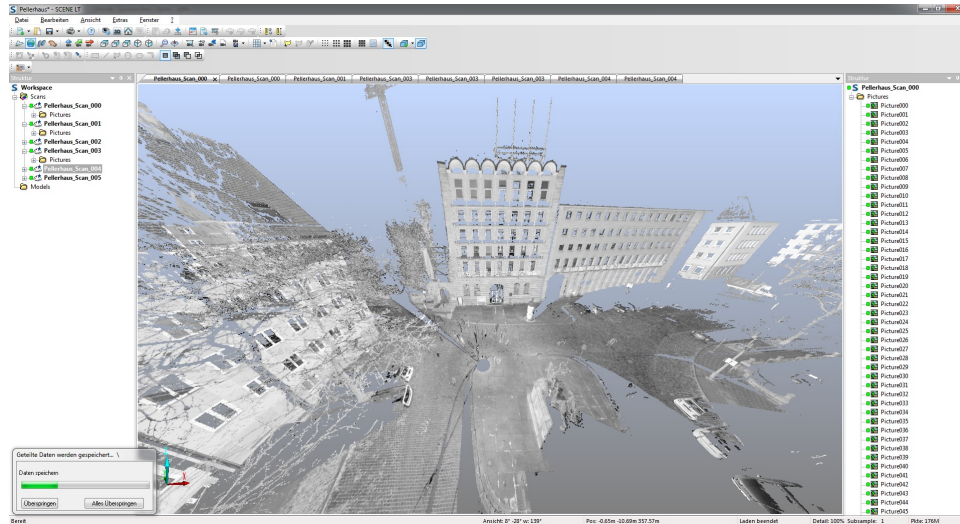 Pellerhaus* - SCENE LT
Datei Bearbeiten Ansicht Extras Fenster ?
Struktur
Workspace
Scans
Pellerhaus_Scan_000
Pictures
Pellerhaus_Scan_001
Pictures
Pellerhaus_Scan_002
Pellerhaus_Scan_003
Pictures
Pellerhaus_Scan_004
Pellerhaus_Scan_005
Models
Pellerhaus_Scan_000 x Pellerhaus_Scan_000 Pellerhaus_Scan_001 Pellerhaus_Scan_003 Pellerhaus_Scan_003 Pellerhaus_Scan_003 Pellerhaus_Scan_004 Pellerhaus_Scan_004
Struktur
Pellerhaus_Scan_000
Pictures
Picture000
Picture001
Picture002
Picture003
Picture004
Picture005
Picture006
Picture007
Picture008
Picture009
Picture010
Picture011
Picture012
Picture013
Picture014
Picture015
Picture016
Picture017
Picture018
Picture019
Picture020
Picture021
Picture022
Picture023
Picture024
Picture025
Picture026
Picture027
Picture028
Picture029
Picture030
Picture031
Picture032
Picture033
Picture034
Picture035
Picture036
Picture037
Picture038
Picture039
Picture040
Picture041
Picture042
Picture043
Picture044
Picture045
Geteilte Daten werden gespeichert... \
Daten speichen
Überspringen Alles Überspringen
Bereit Ansicht: 8° -28° w: 139° Pos: -0.65m -10.69m 357.57m Laden beendet Detail: 100% Subsample: 1 Pkte: 176M